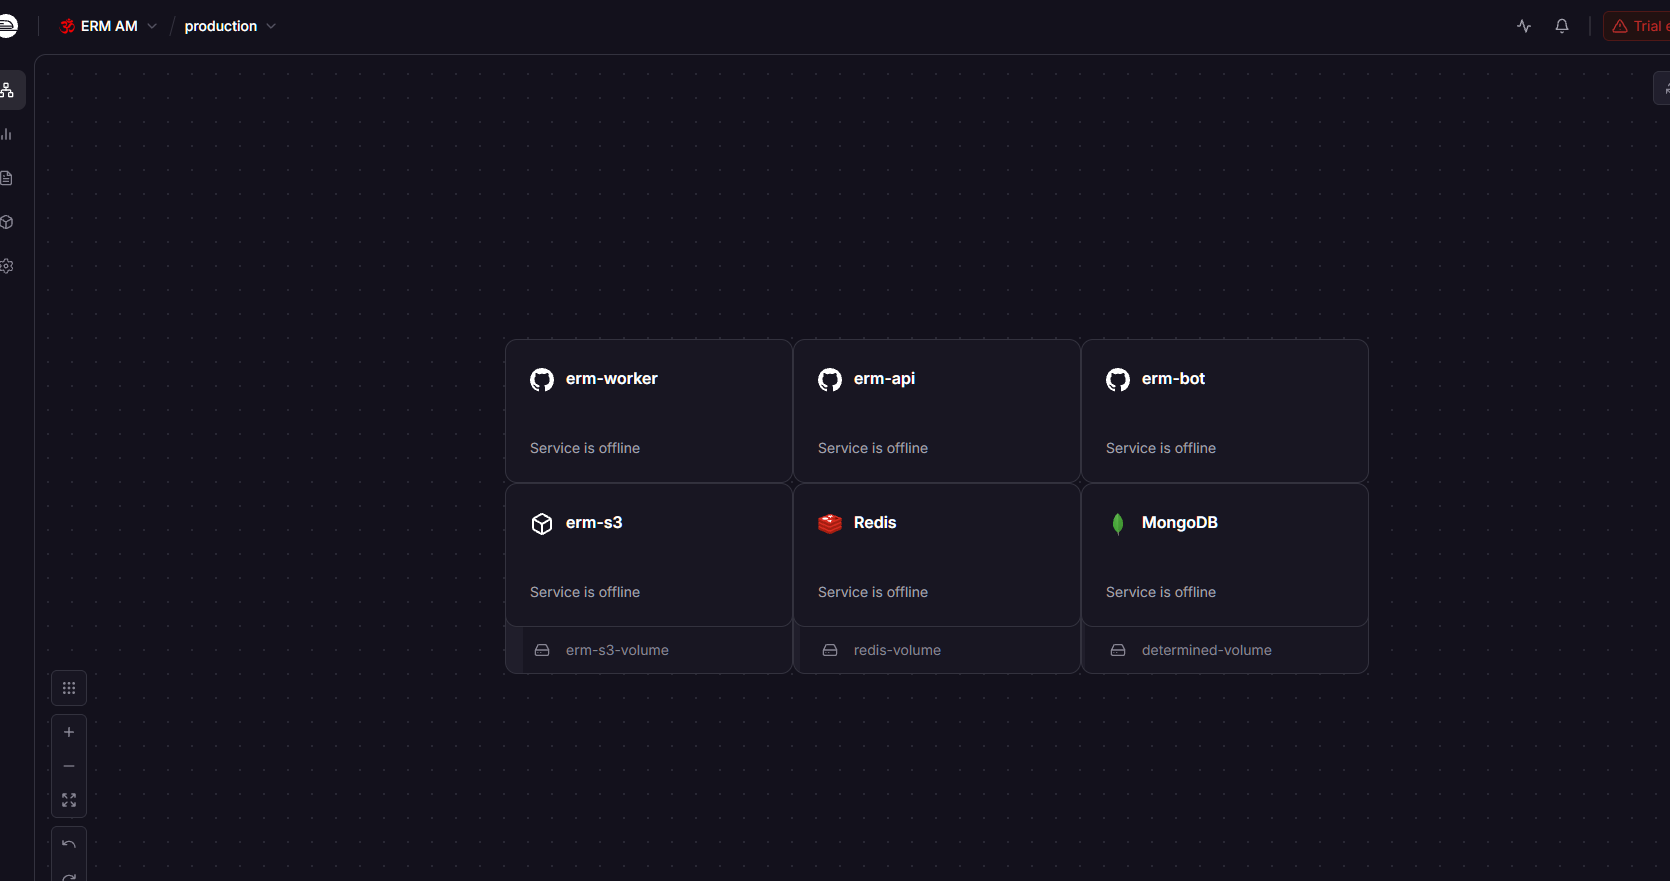 ERM AM / production
Trial
erm-worker
Service is offline
erm-api
Service is offline
erm-bot
Service is offline
erm-s3
Service is offline
erm-s3-volume
Redis
Service is offline
redis-volume
MongoDB
Service is offline
determined-volume